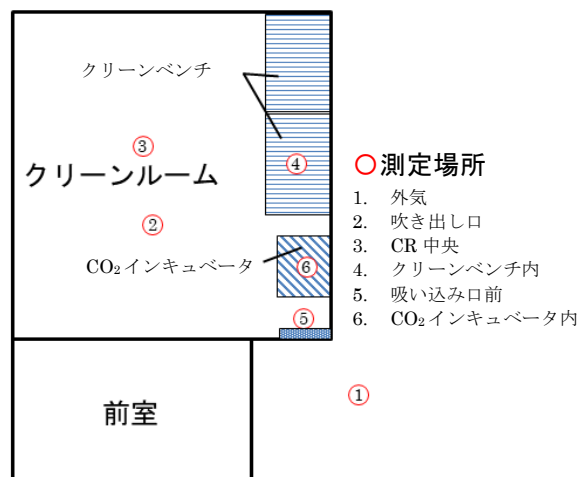 クリーンベンチ
③
クリーンルーム
④
②
CO₂インキュベータ
⑥
⑤
前室
①
○測定場所
1. 外気
2. 吹き出し口
3. CR 中央
4. クリーンベンチ内
5. 吸い込み口前
6. CO₂インキュベータ内